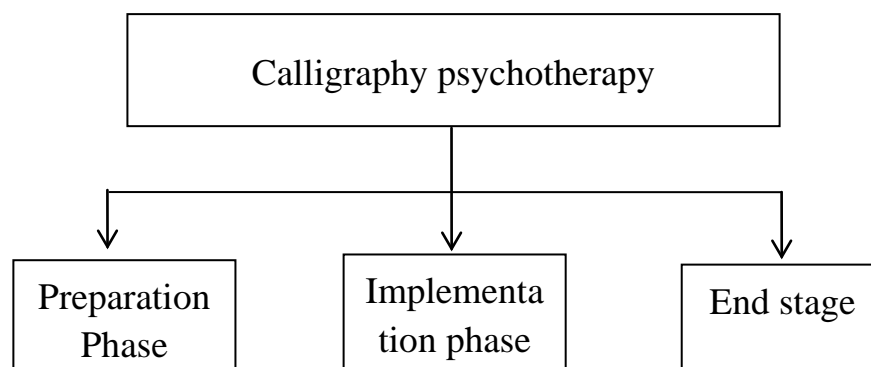 Calligraphy psychotherapy
Preparation
Phase
Implementa
tion phase
End stage